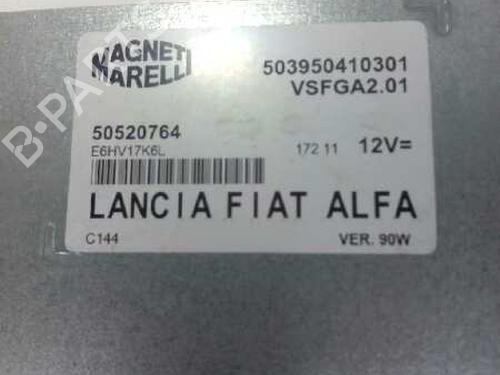 MAGNETI
MARELLI
503950410301
VSFGA2.01
50520764
E6HV17K6L
172 11
12V=
LANCIA FIAT ALFA
C144
VER. 90W
B-PARTS